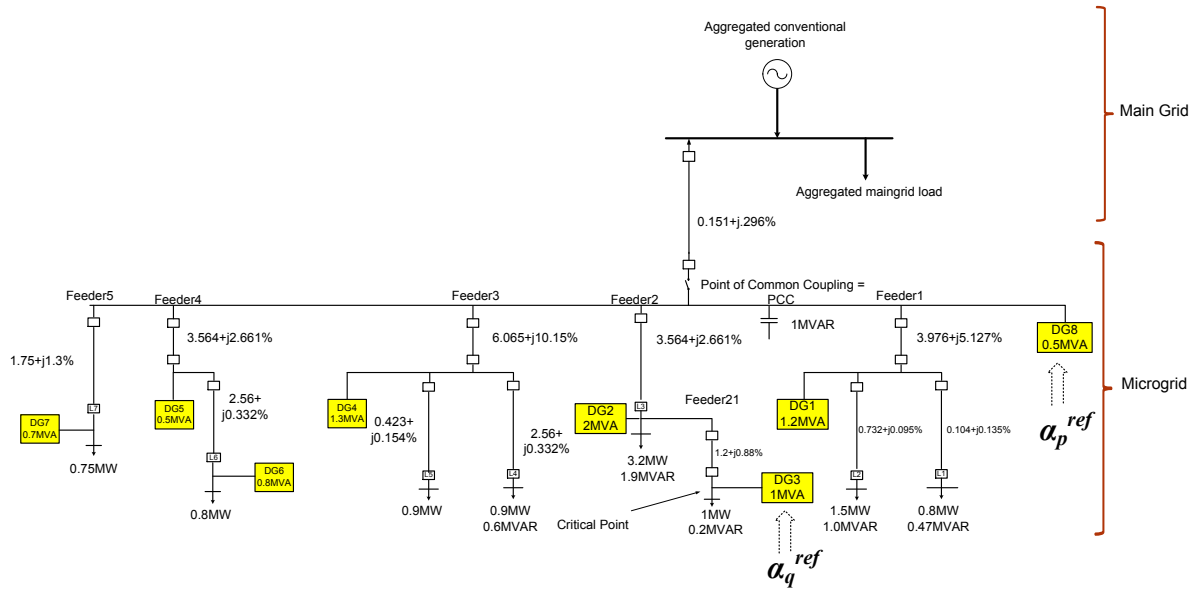 Aggregated conventional
generation
Main Grid
Aggregated maingrid load
0.151+j.296%
Point of Common Coupling =
PCC
1MVAR
Feeder5
Feeder4
Feeder3
Feeder2
Feeder1
DG8
0.5MVA
1.75+j1.3%
3.564+j2.661%
6.065+j10.15%
3.564+j2.661%
3.976+j5.127%
Microgrid
L7
DG7
0.7MVA
0.75MW
DG5
0.5MVA
2.56+
j0.332%
L6
DG6
0.8MVA
0.8MW
DG4
1.3MVA
0.423+
j0.154%
2.56+
j0.332%
L5
L4
0.9MW
0.9MW
0.6MVAR
DG2
2MVA
L3
Feeder21
3.2MW
1.9MVAR
1.2+j0.88%
Critical Point
DG3
1MVA
1MW
0.2MVAR
DG1
1.2MVA
0.732+j0.095%
0.104+j0.135%
L2
L1
1.5MW
1.0MVAR
0.8MW
0.47MVAR
αp ref
αq ref